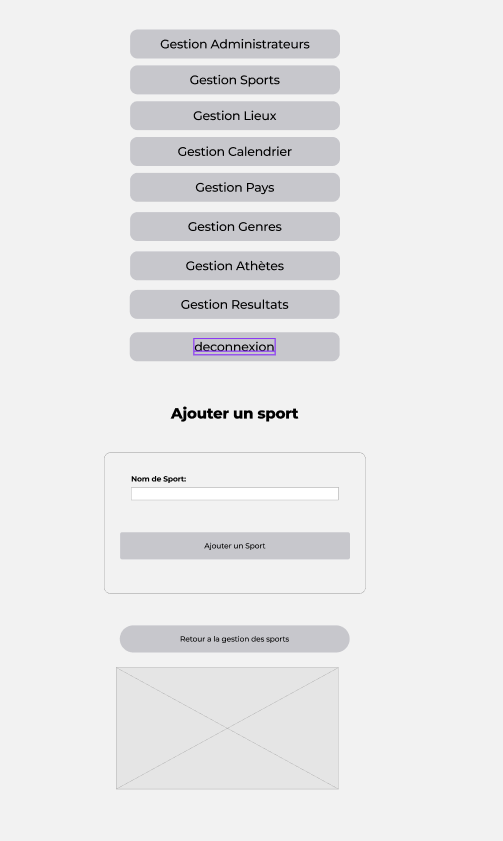 Gestion Administrateurs
Gestion Sports
Gestion Lieux
Gestion Calendrier
Gestion Pays
Gestion Genres
Gestion Athètes
Gestion Resultats
deconnexion
Ajouter un sport
Nom de Sport:
Ajouter un Sport
Retour a la gestion des sports